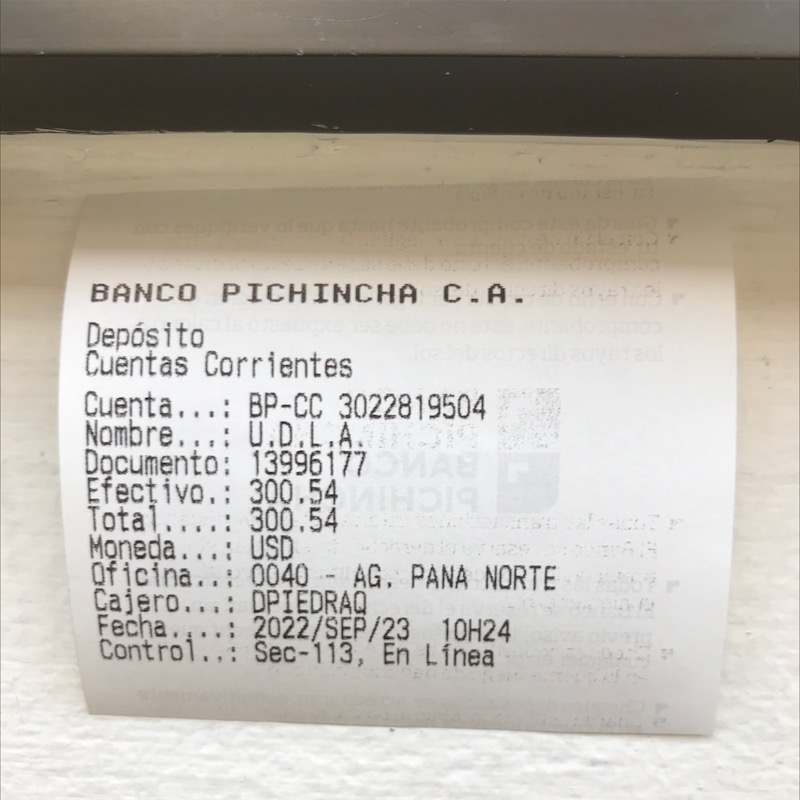 BANCO PICHINCHA C.A.
Depósito
Cuentas Corrientes
Cuenta...: BP-CC 3022819504
Nombre...: U.D.L.A.
Documento: 13996177
Efectivo.: 300.54
Total....: 300.54
Moneda...: USD
Oficina..: 0040 - AG. PANA NORTE
Cajero...: DPIEDRAQ
Fecha....: 2022/SEP/23 10H24
Control..: Sec-113, En Línea